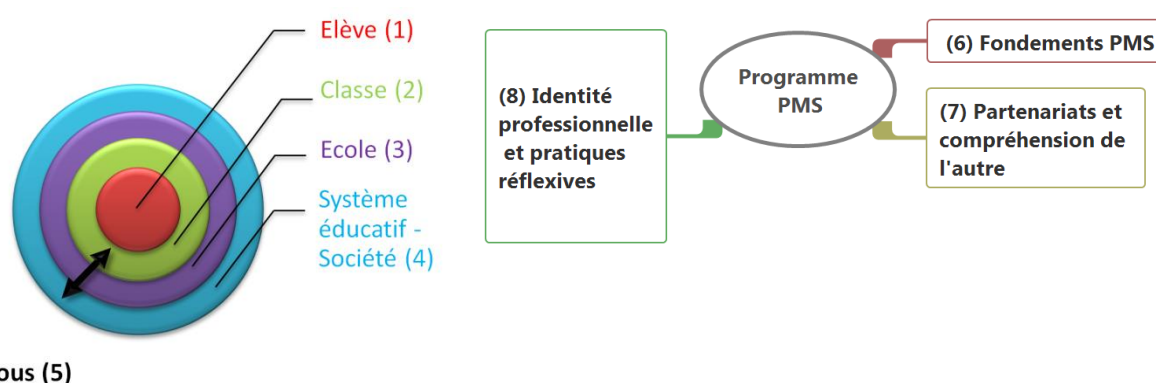 Elève (1)
Classe (2)
Ecole (3)
Système
éducatif -
Société (4)
ous (5)
(8) Identité
professionnelle
et pratiques
réflexives
Programme
PMS
(6) Fondements PMS
(7) Partenariats et
compréhension de
l'autre